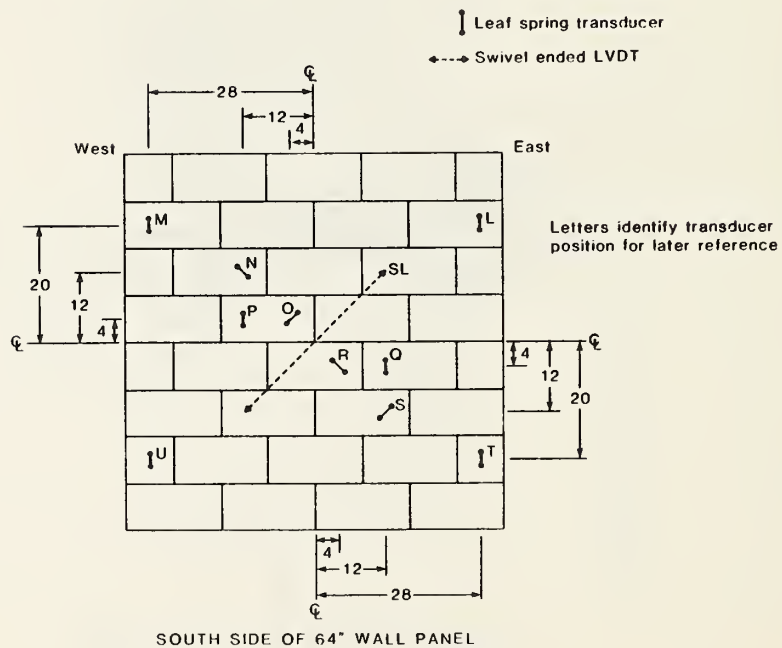 Leaf spring transducer
Swivel ended LVDT
℄
28
12
4
West
East
M
L
Letters identify transducer
position for later reference
N
SL
20
12
4
P
O
℄
℄
R
Q
4
12
20
S
U
T
4
12
28
℄
SOUTH SIDE OF 64" WALL PANEL